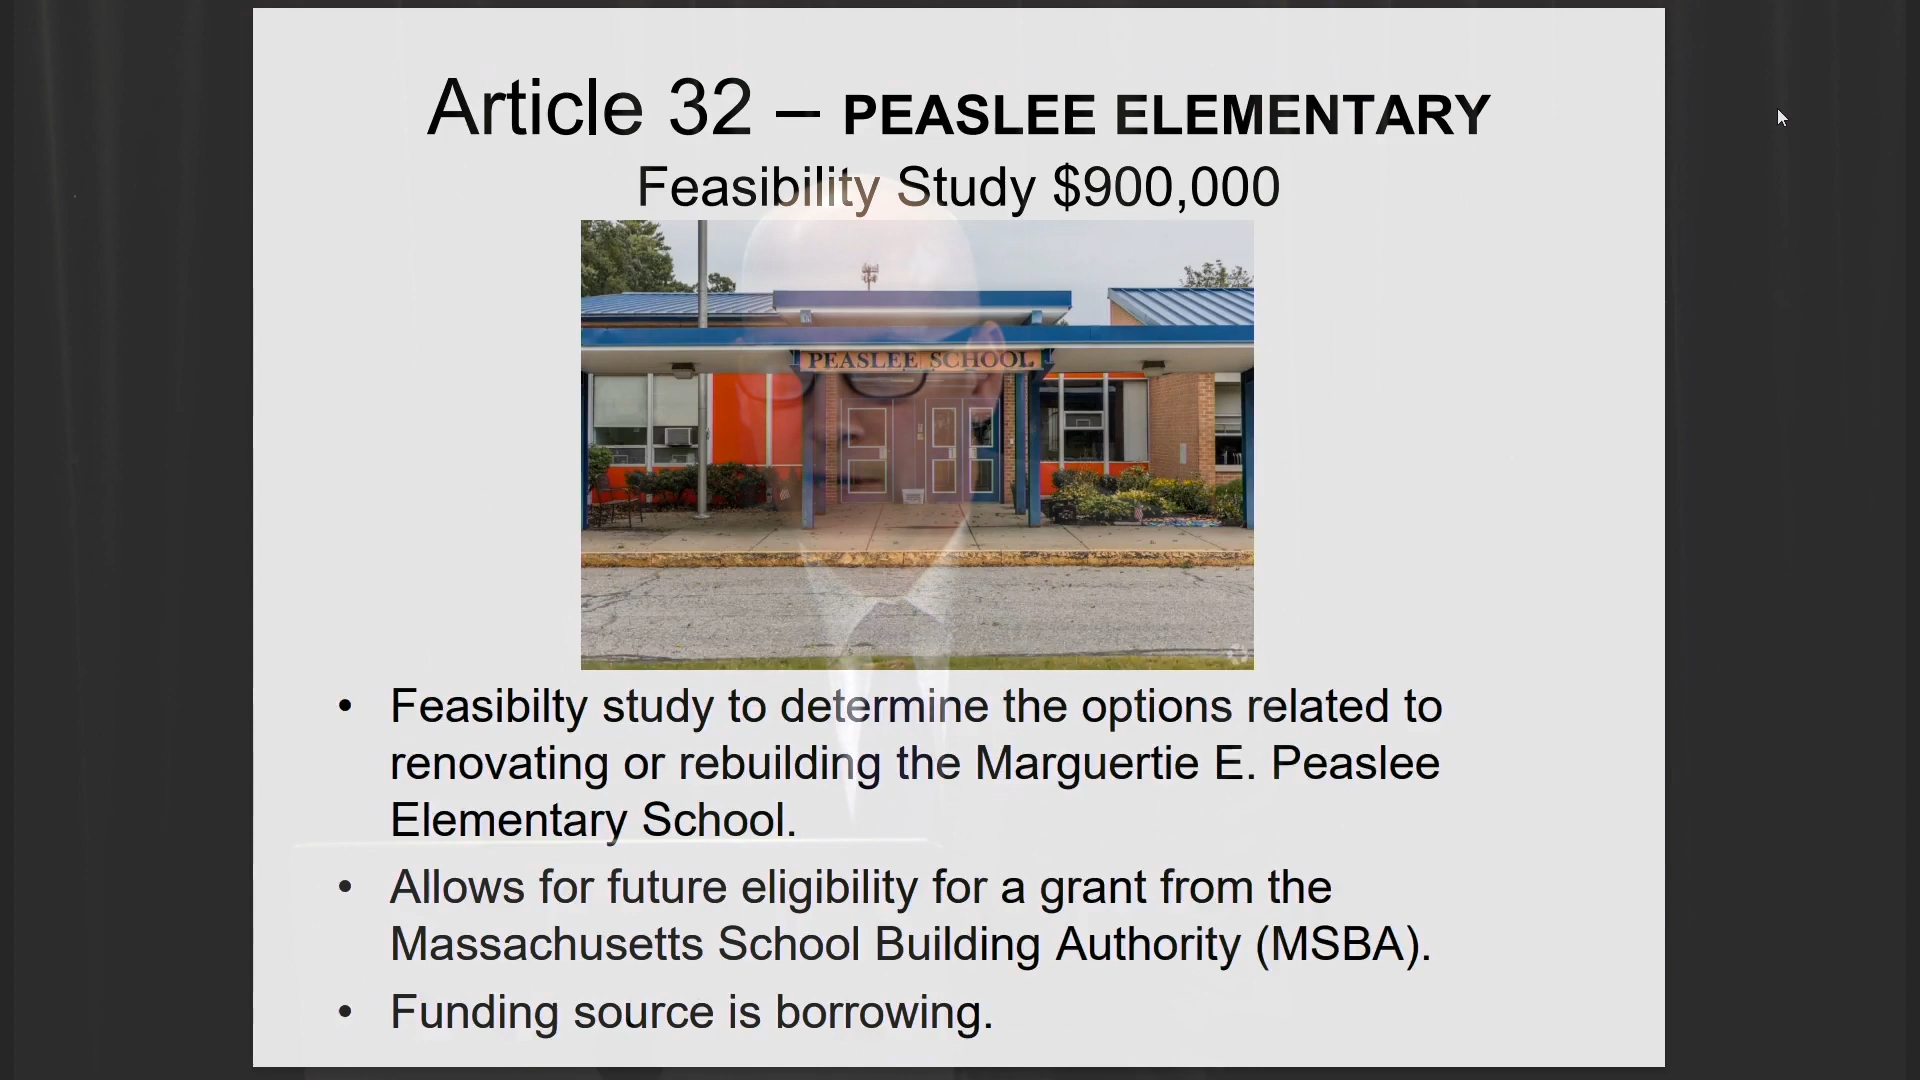 Article 32 – PEASLEE ELEMENTARY
Feasibility Study $900,000
PEASLEE SCHOOL
• Feasibilty study to determine the options related to
renovating or rebuilding the Marguertie E. Peaslee
Elementary School.
• Allows for future eligibility for a grant from the
Massachusetts School Building Authority (MSBA).
• Funding source is borrowing.